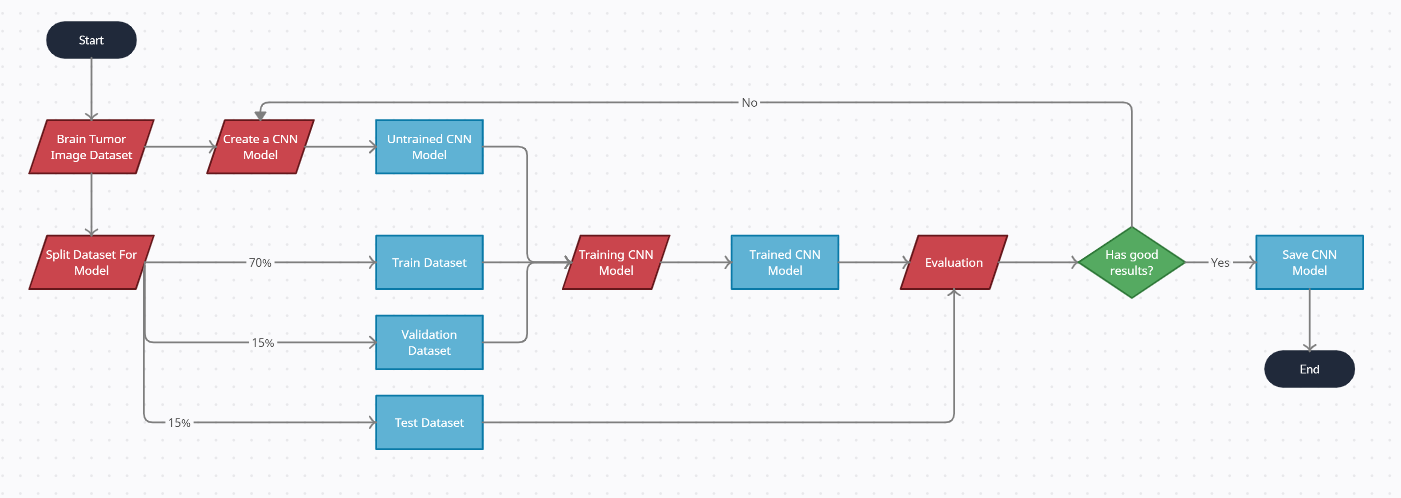 Start
No
Brain Tumor
Image Dataset
Create a CNN
Model
Untrained CNN
Model
Split Dataset For
Model
70%
Train Dataset
Training CNN
Model
Trained CNN
Model
Evaluation
Has good
results?
Yes
Save CNN
Model
15%
Validation
Dataset
End
15%
Test Dataset